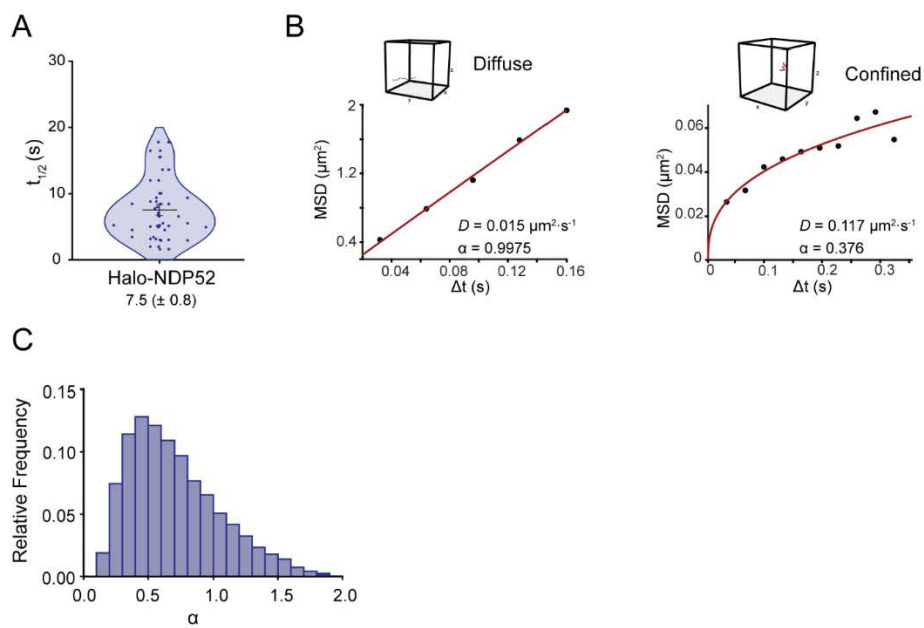 A
30
20
10
0
t1/2 (s)
Halo-NDP52
7.5 (± 0.8)
B
Diffuse
z
x
y
2
1.2
0.4
MSD (µm²)
D = 0.015 µm²·s⁻¹
α = 0.9975
0.04 0.08 0.12 0.16
Δt (s)
Confined
z
x
y
0.06
0.04
0.02
0
MSD (µm²)
D = 0.117 µm²·s⁻¹
α = 0.376
0 0.1 0.2 0.3
Δt (s)
C
0.15
0.10
0.05
0.00
Relative Frequency
0.0 0.5 1.0 1.5 2.0
α